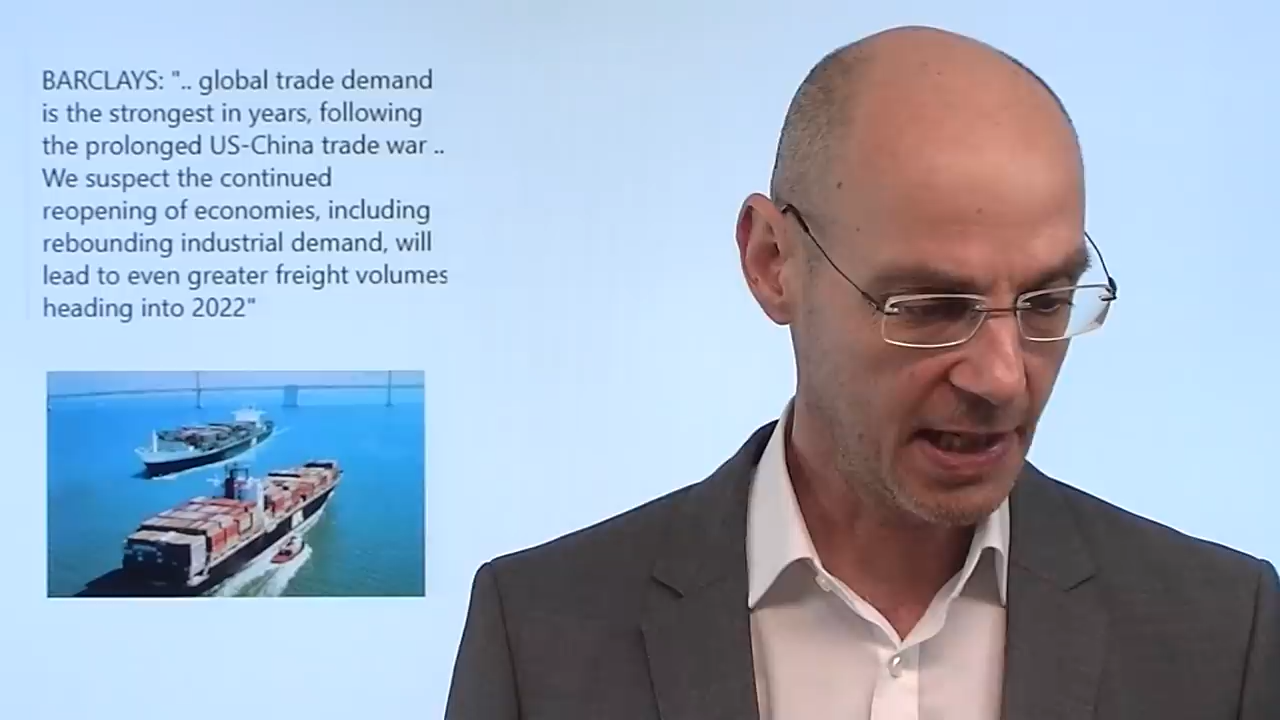 BARCLAYS: ".. global trade demand
is the strongest in years, following
the prolonged US-China trade war ..
We suspect the continued
reopening of economies, including
rebounding industrial demand, will
lead to even greater freight volumes
heading into 2022"